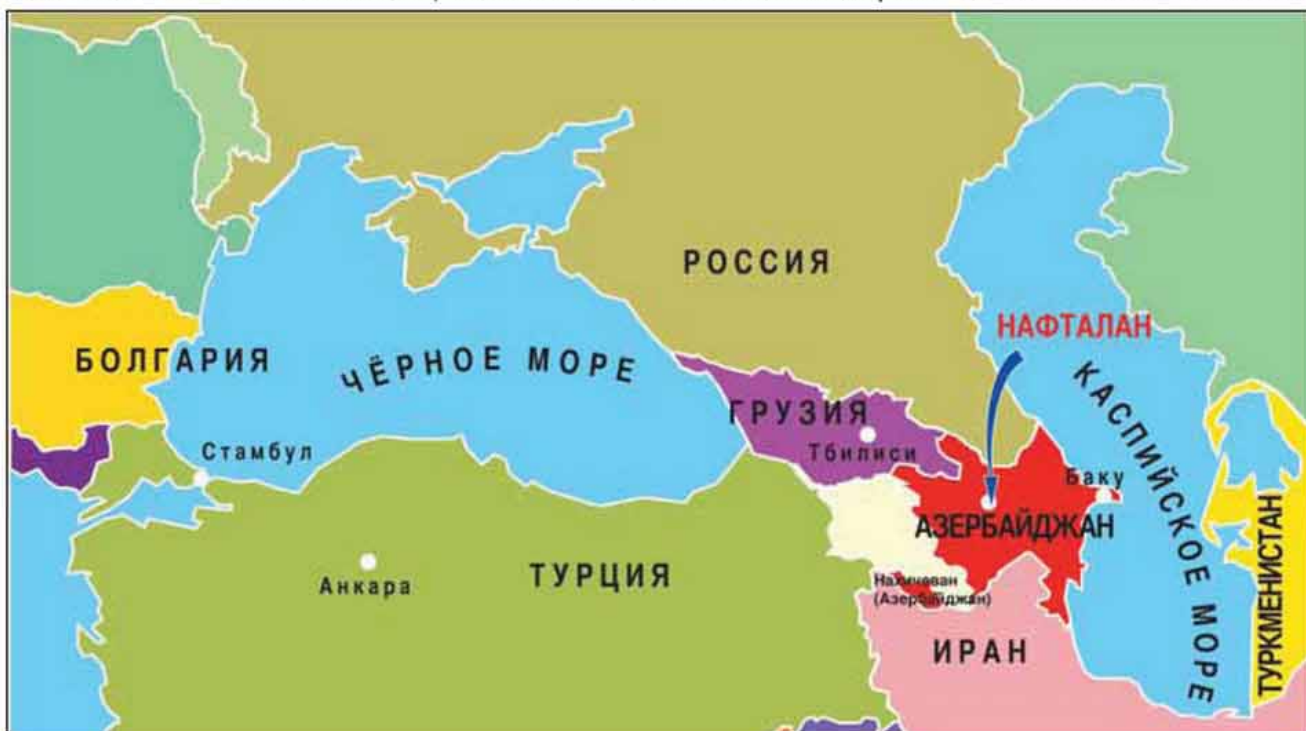 РОССИЯ
НАФТАЛАН
БОЛГАРИЯ
ЧЁРНОЕ МОРЕ
КАСПИЙСКОЕ МОРЕ
ГРУЗИЯ
Тбилиси
Стамбул
Баку
АЗЕРБАЙДЖАН
ТУРКМЕНИСТАН
Анкара
ТУРЦИЯ
Нахичеван
(Азербайджан)
ИРАН